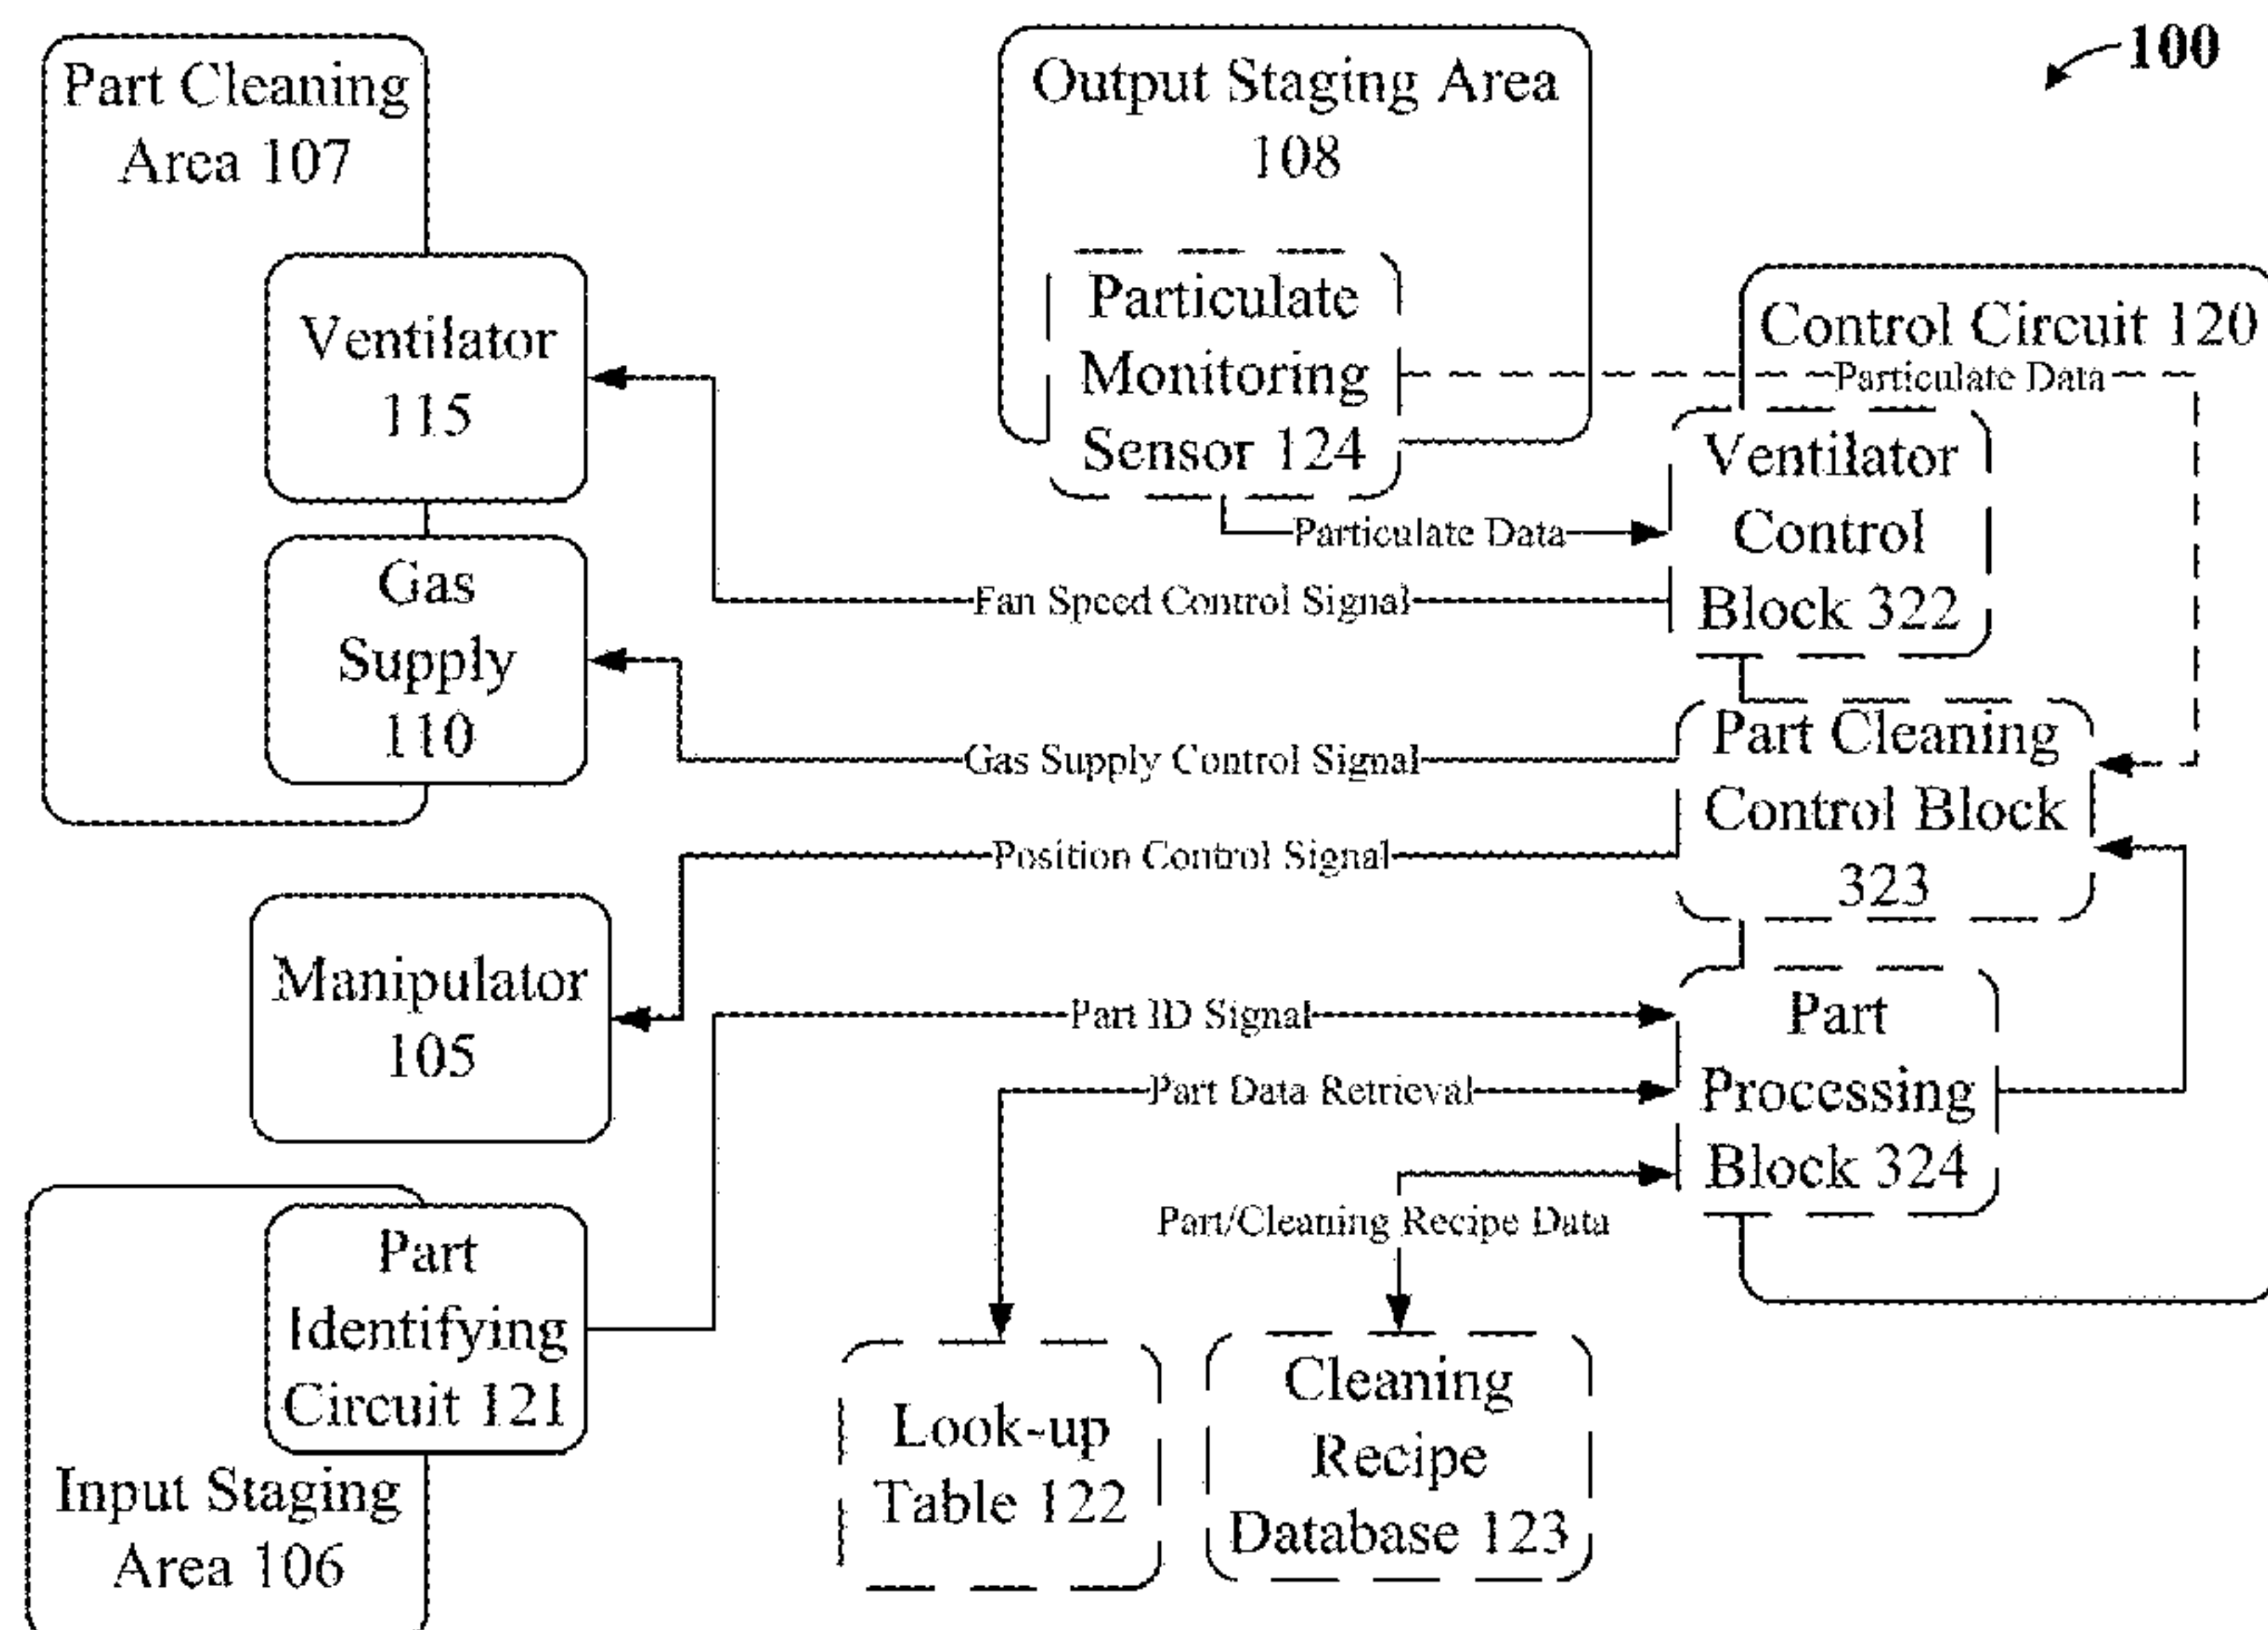 100
Part Cleaning
Area 107
Output Staging Area
108
Ventilator
115
Particulate
Monitoring
Sensor 124
Control Circuit 120
Particulate Data
Ventilator
Control
Block 322
Particulate Data
Fan Speed Control Signal
Gas
Supply
110
Gas Supply Control Signal
Part Cleaning
Control Block
323
Position Control Signal
Manipulator
105
Part ID Signal
Part Data Retrieval
Part
Processing
Block 324
Part/Cleaning Recipe Data
Part
Identifying
Circuit 121
Input Staging
Area 106
Look-up
Table 122
Cleaning
Recipe
Database 123